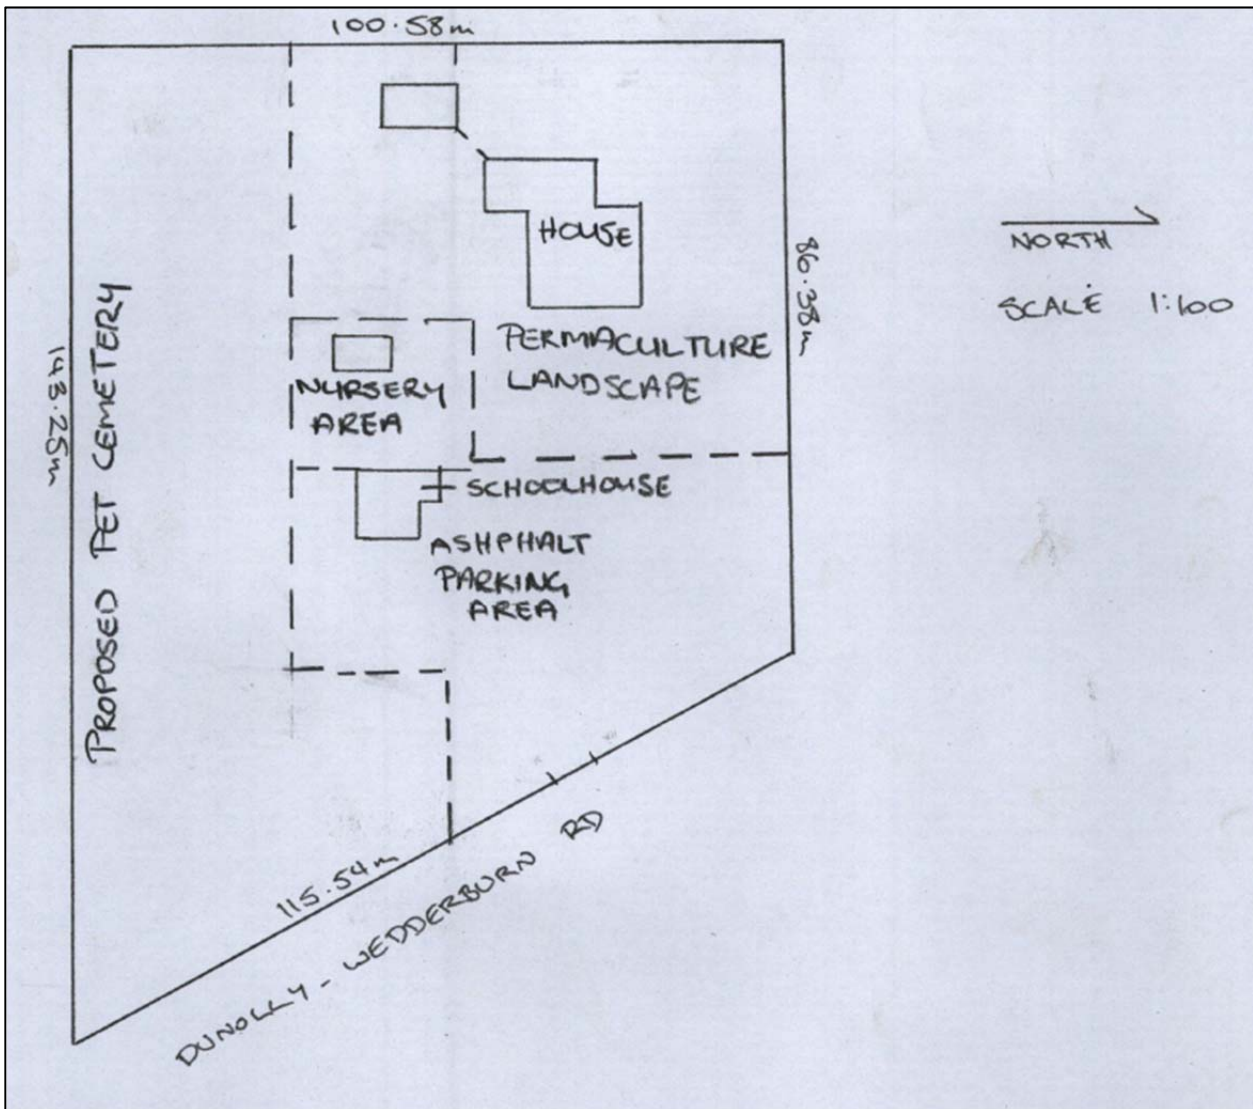 100.58m
HOUSE
86.38m
NORTH
SCALE 1:100
PERMACULTURE
LANDSCAPE
NURSERY
AREA
143.25m
PROPOSED PET CEMETERY
SCHOOLHOUSE
ASHPHALT
PARKING
AREA
115.54m
DUNOLLY - WEDDERBURN RD